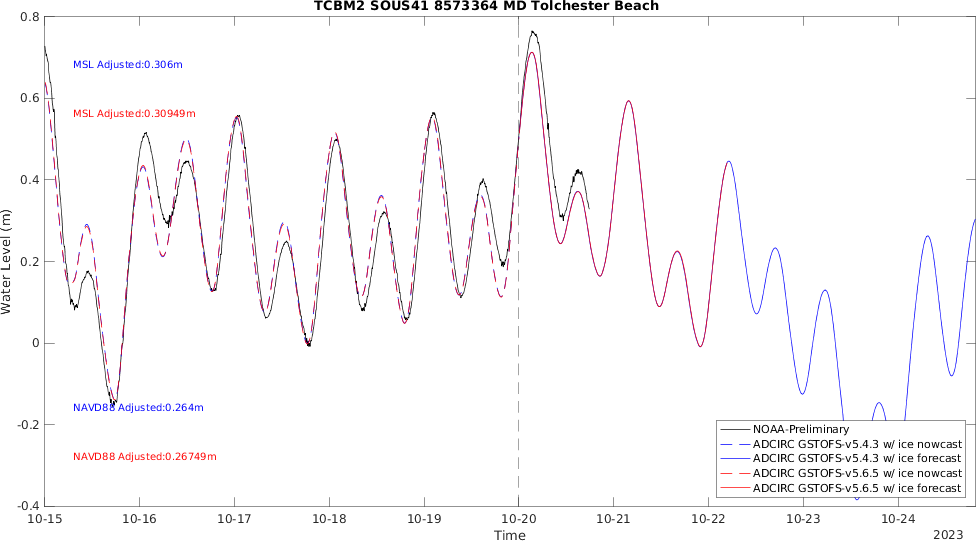 TCBM2 SOUS41 8573364 MD Tolchester Beach
0.8
0.6
0.4
0.2
0
-0.2
-0.4
Water Level (m)
MSL Adjusted:0.306m
MSL Adjusted:0.30949m
NAVD88 Adjusted:0.264m
NAVD88 Adjusted:0.26749m
NOAA-Preliminary
ADCIRC GSTOFS-v5.4.3 w/ ice nowcast
ADCIRC GSTOFS-v5.4.3 w/ ice forecast
ADCIRC GSTOFS-v5.6.5 w/ ice nowcast
ADCIRC GSTOFS-v5.6.5 w/ ice forecast
10-15 10-16 10-17 10-18 10-19 10-20 10-21 10-22 10-23 10-24
Time
2023